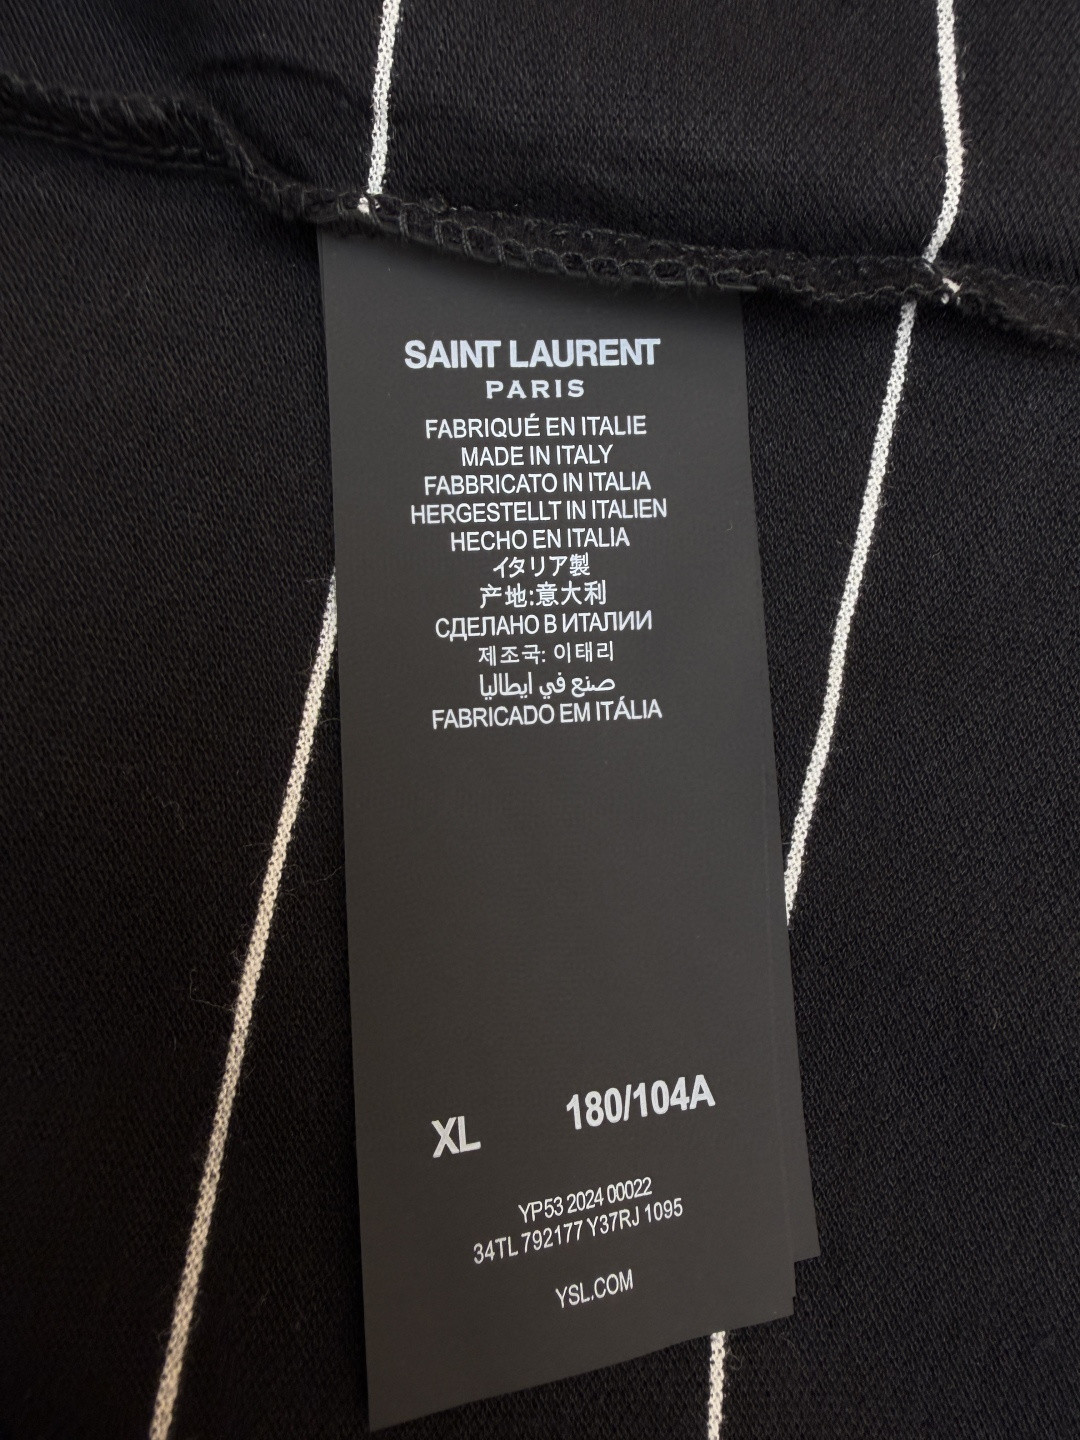 SAINT LAURENT
PARIS
FABRIQUÉ EN ITALIE
MADE IN ITALY
FABBRICATO IN ITALIA
HERGESTELLT IN ITALIEN
HECHO EN ITALIA
イタリア製
产地:意大利
СДЕЛАНО В ИТАЛИИ
제조국: 이태리
صنع في ايطاليا
FABRICADO EM ITÁLIA
XL 180/104A
YP53 2024 00022
34TL 792177 Y37RJ 1095
YSL.COM